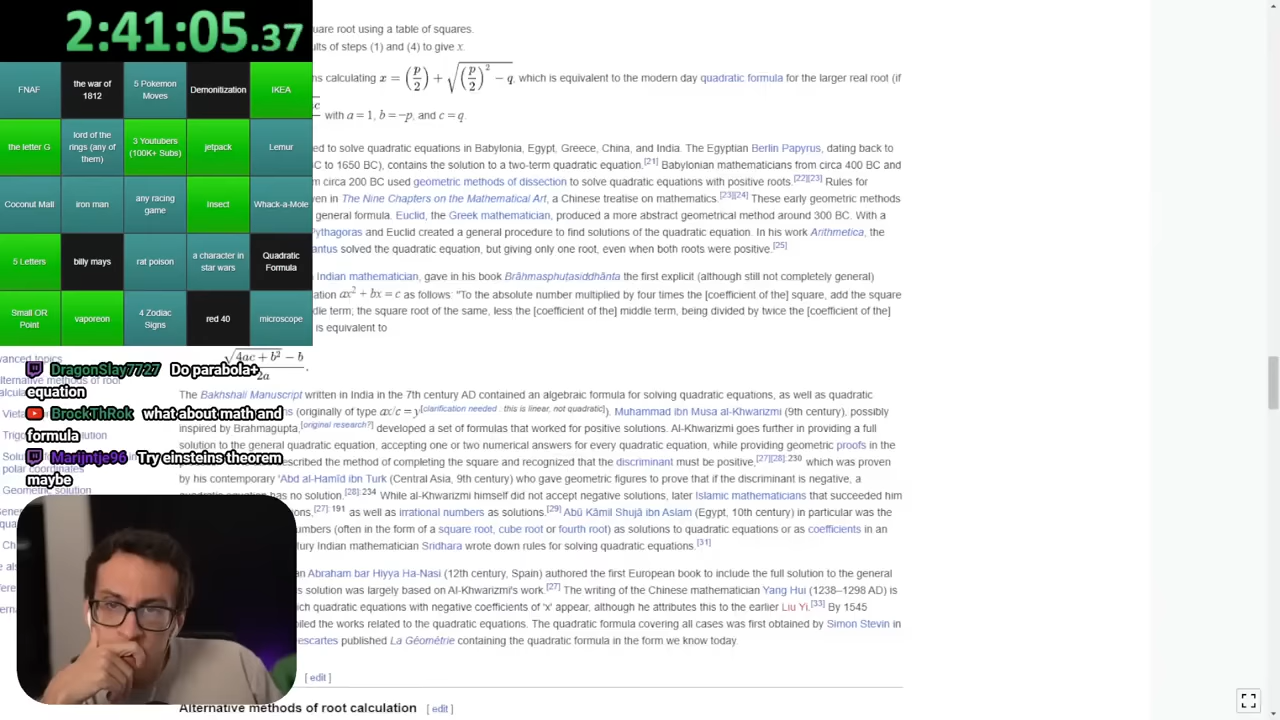 2:41:05.37
FNAF
the war of
1812
5 Pokemon
Moves
Demonitization
IKEA
the letter G
lord of the
rings (any of
them)
3 Youtubers
(100K+ Subs)
jetpack
Lemur
Coconut Mall
iron man
any racing
game
Insect
Whack-a-Mole
5 Letters
billy mays
rat poison
a character in
star wars
Quadratic
Formula
Small OR
Point
vaporeon
4 Zodiac
Signs
red 40
microscope
uare root using a table of squares.
ults of steps (1) and (4) to give x.
ns calculating x = (p/2) + √((p/2)² − q), which is equivalent to the modern day quadratic formula for the larger real root (if
with a = 1, b = −p, and c = q.
ed to solve quadratic equations in Babylonia, Egypt, Greece, China, and India. The Egyptian Berlin Papyrus, dating back to
C to 1650 BC), contains the solution to a two-term quadratic equation.[21] Babylonian mathematicians from circa 400 BC and
m circa 200 BC used geometric methods of dissection to solve quadratic equations with positive roots.[22][23] Rules for
ven in The Nine Chapters on the Mathematical Art, a Chinese treatise on mathematics.[23][24] These early geometric methods
general formula. Euclid, the Greek mathematician, produced a more abstract geometrical method around 300 BC. With a
Pythagoras and Euclid created a general procedure to find solutions of the quadratic equation. In his work Arithmetica, the
antus solved the quadratic equation, but giving only one root, even when both roots were positive.[25]
Indian mathematician, gave in his book Brāhmasphuṭasiddhānta the first explicit (although still not completely general)
ation ax² + bx = c as follows: "To the absolute number multiplied by four times the [coefficient of the] square, add the square
dle term; the square root of the same, less the [coefficient of the] middle term, being divided by twice the [coefficient of the]
is equivalent to
√(4ac + b²) − b
2a
The Bakhshali Manuscript written in India in the 7th century AD contained an algebraic formula for solving quadratic equations, as well as quadratic
ns (originally of type ax/c = y[clarification needed : this is linear, not quadratic]). Muhammad ibn Musa al-Khwarizmi (9th century), possibly
inspired by Brahmagupta,[original research?] developed a set of formulas that worked for positive solutions. Al-Khwarizmi goes further in providing a full
solution to the general quadratic equation, accepting one or two numerical answers for every quadratic equation, while providing geometric proofs in the
escribed the method of completing the square and recognized that the discriminant must be positive,[27][28]: 230 which was proven
by his contemporary 'Abd al-Hamīd ibn Turk (Central Asia, 9th century) who gave geometric figures to prove that if the discriminant is negative, a
quadratic equation has no solution.[28]: 234 While al-Khwarizmi himself did not accept negative solutions, later Islamic mathematicians that succeeded him
ons,[27]: 191 as well as irrational numbers as solutions.[29] Abū Kāmil Shujā ibn Aslam (Egypt, 10th century) in particular was the
umbers (often in the form of a square root, cube root or fourth root) as solutions to quadratic equations or as coefficients in an
ury Indian mathematician Sridhara wrote down rules for solving quadratic equations.[31]
an Abraham bar Hiyya Ha-Nasi (12th century, Spain) authored the first European book to include the full solution to the general
s solution was largely based on Al-Khwarizmi's work.[27] The writing of the Chinese mathematician Yang Hui (1238–1298 AD) is
ch quadratic equations with negative coefficients of 'x' appear, although he attributes this to the earlier Liu Yi.[33] By 1545
piled the works related to the quadratic equations. The quadratic formula covering all cases was first obtained by Simon Stevin in
escartes published La Géométrie containing the quadratic formula in the form we know today.
[ edit ]
Alternative methods of root calculation [ edit ]
vanced topics
DragonSlay7727 Do parabola+
equation
BrockThRok what about math and
formula
Marijntje96 Try einsteins theorem
maybe